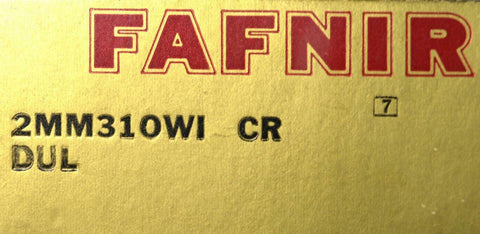 FAFNIR
7
2MM310WI CR
DUL